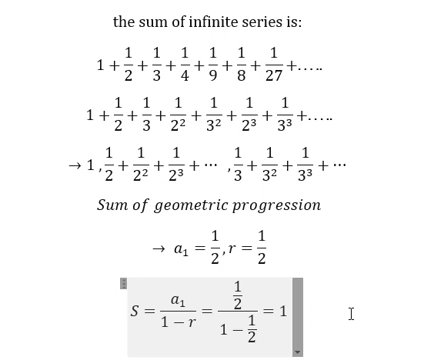 the sum of infinite series is:
1 + 1/2 + 1/3 + 1/4 + 1/9 + 1/8 + 1/27 + .....
1 + 1/2 + 1/3 + 1/2² + 1/3² + 1/2³ + 1/3³ + .....
→ 1 , 1/2 + 1/2² + 1/2³ + ⋯ , 1/3 + 1/3² + 1/3³ + ⋯
Sum of geometric progression
→ a₁ = 1/2 , r = 1/2
S = a₁/(1 − r) = (1/2)/(1 − 1/2) = 1